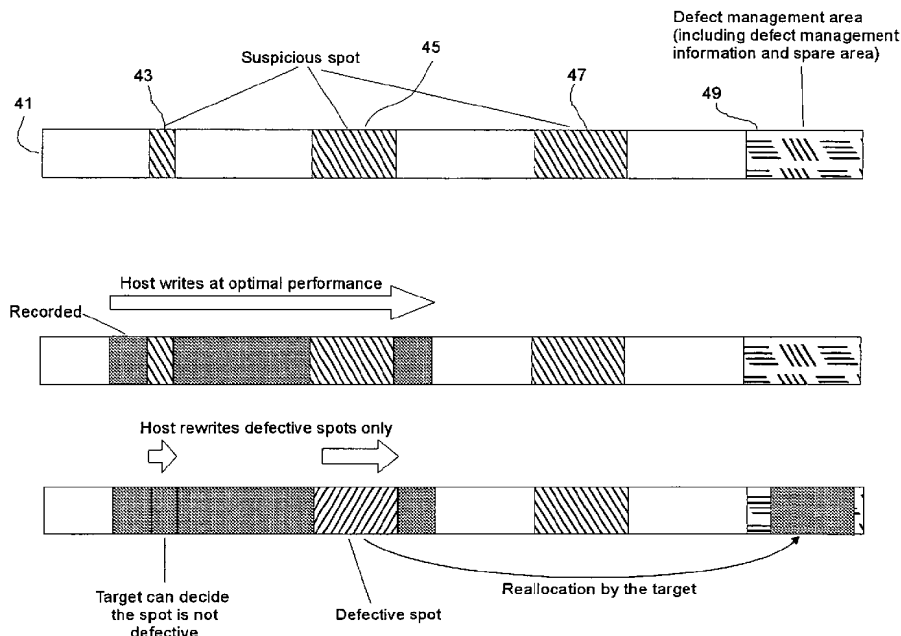 Defect management area
(including defect management
information and spare area)
Suspicious spot
45
43
47
49
41
Host writes at optimal performance
Recorded
Host rewrites defective spots only
Target can decide
the spot is not
defective
Defective spot
Reallocation by the target